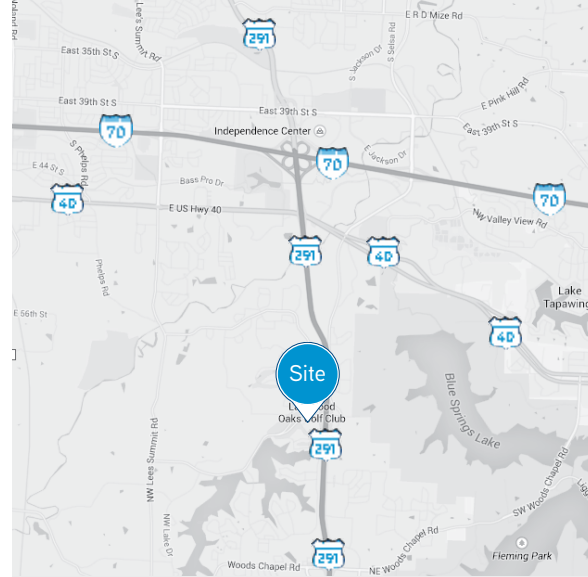 E R D Mize Rd
Lee's Summit Rd
291
East 35th St S
S Jackson Dr
S Selsa Rd
E Pink Hill Rd
East 39th St S
East 39th St S
East 39th St S
Independence Center
70
70
E Jackson Dr
S Phelps Rd
E 44 St S
Bass Pro Dr
70
40
E US Hwy 40
NW Valley View Rd
291
40
Phelps Rd
Lake
Tapawing
E 56th St
40
Site
Oaks Golf Club
Blue Springs Lake
291
NW Lees Summit Rd
SW Woods Chapel Rd
NW Lake Dr
291
Woods Chapel Rd
NE Woods Chapel Rd
Fleming Park